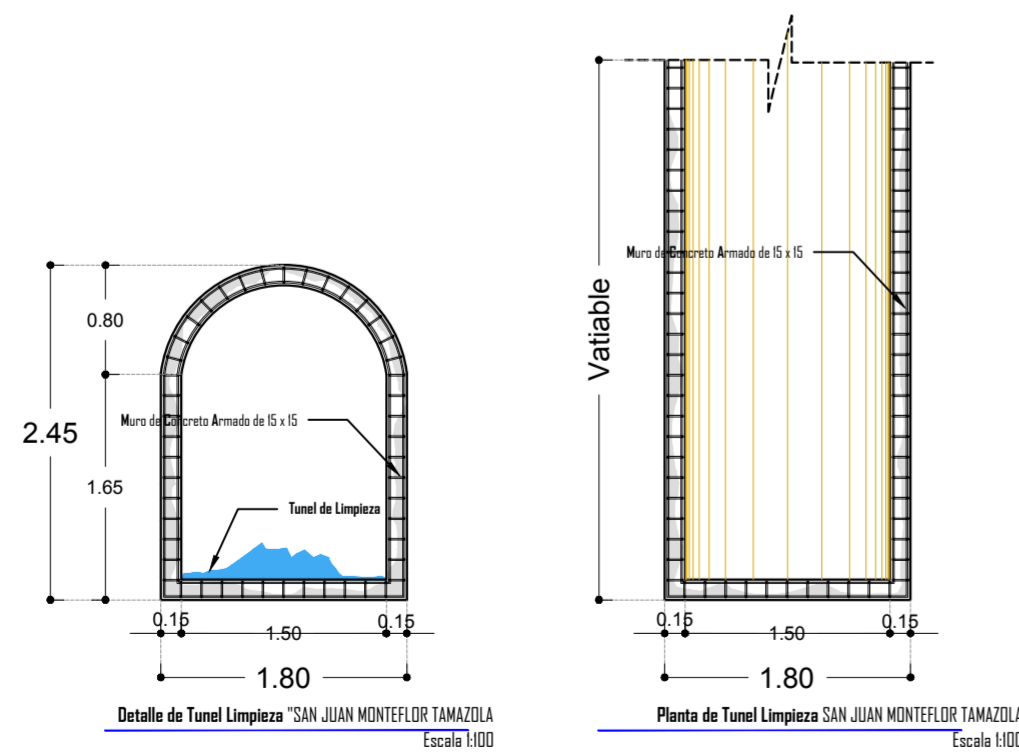 0.80
2.45
Muro de Concreto Armado de 15 x 15
1.65
Tunel de Limpieza
0.15
1.50
0.15
1.80
Detalle de Tunel Limpieza "SAN JUAN MONTEFLOR TAMAZOLA
Escala 1:100
Vatiable
Muro de Concreto Armado de 15 x 15
0.15
1.50
0.15
1.80
Planta de Tunel Limpieza SAN JUAN MONTEFLOR TAMAZOLA
Escala 1:100